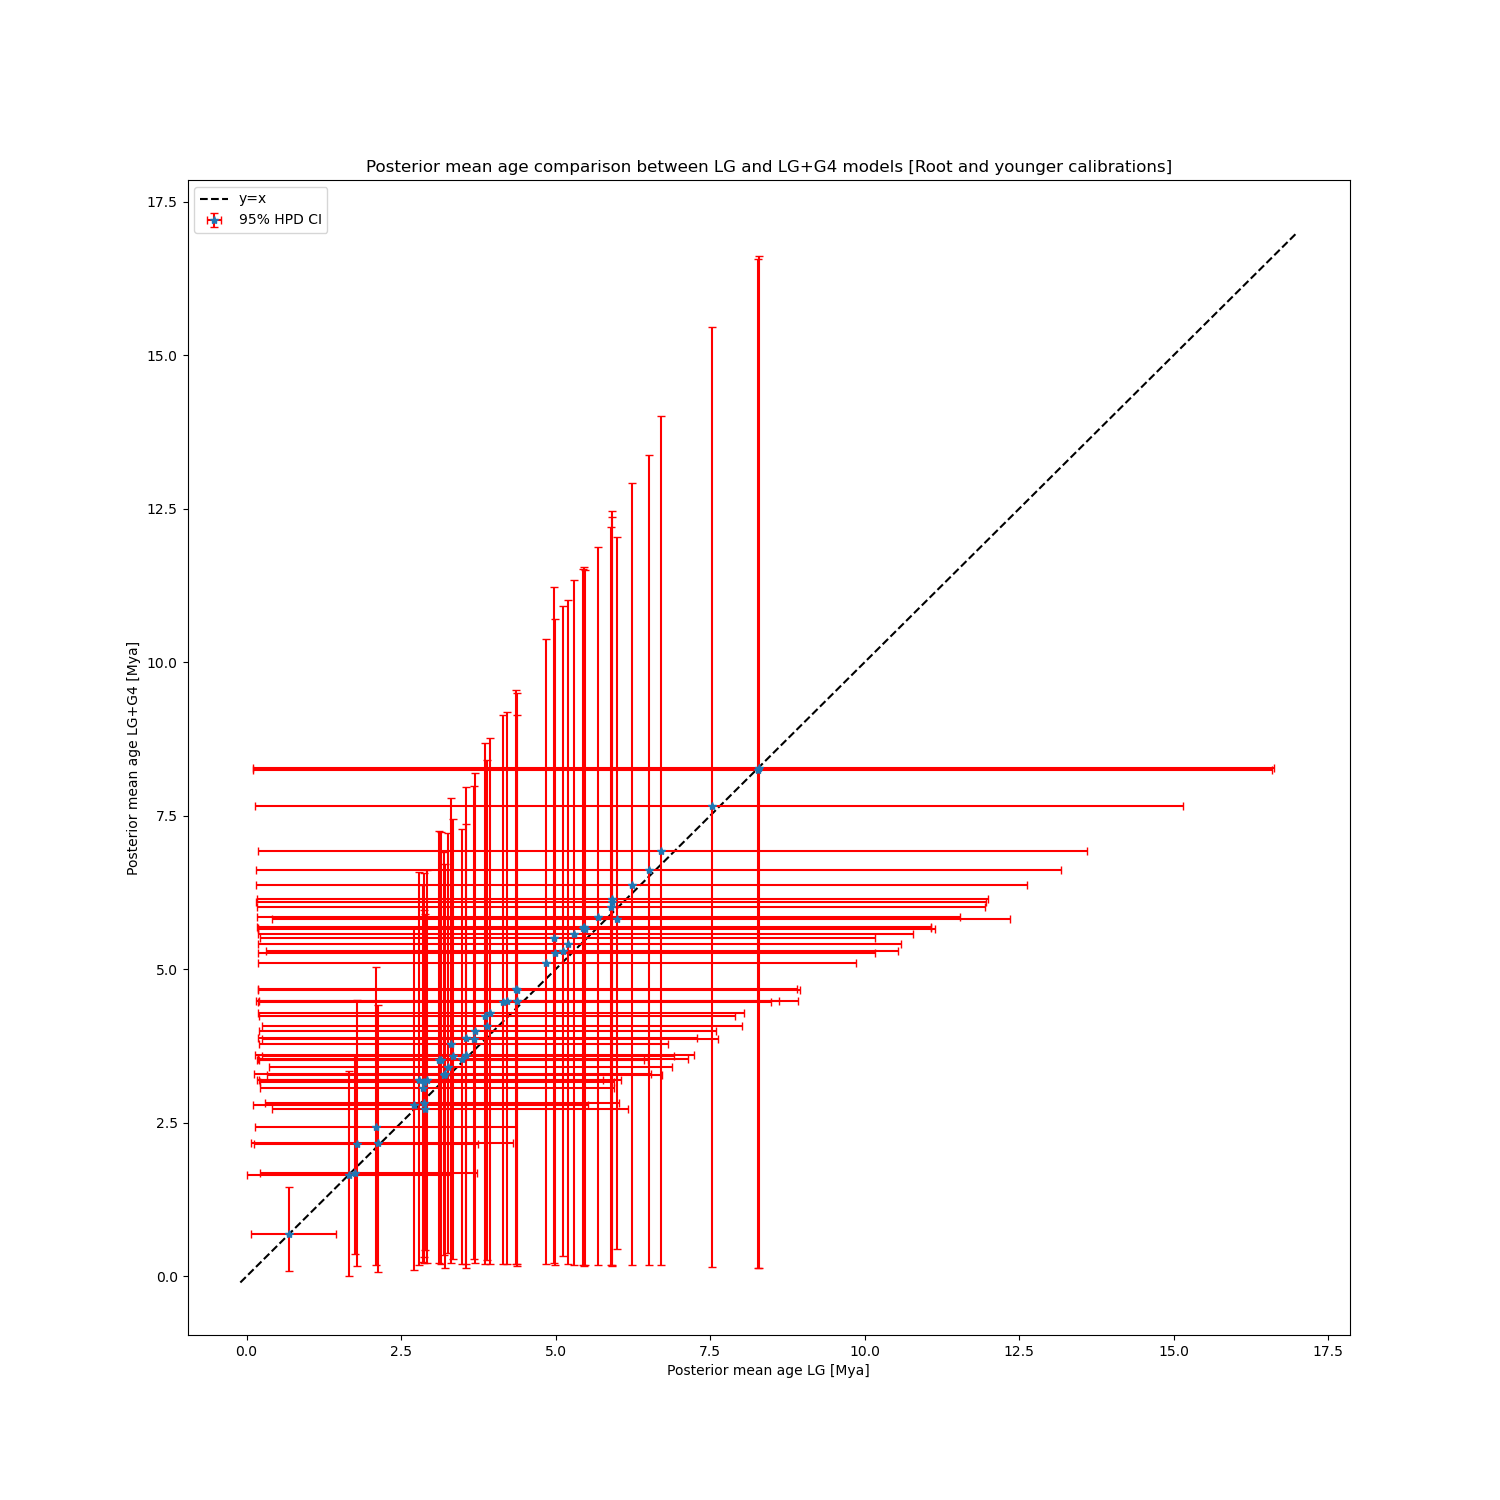 Posterior mean age comparison between LG and LG+G4 models [Root and younger calibrations]
y=x
95% HPD CI
17.5
15.0
12.5
10.0
7.5
5.0
2.5
0.0
Posterior mean age LG+G4 [Mya]
0.0 2.5 5.0 7.5 10.0 12.5 15.0 17.5
Posterior mean age LG [Mya]